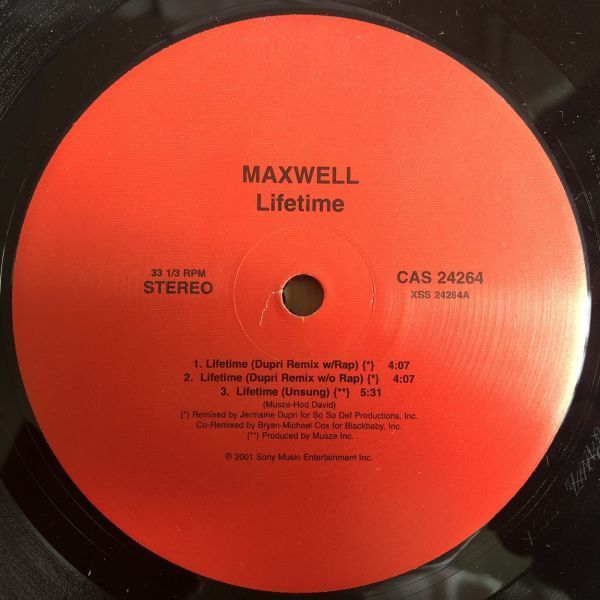 MAXWELL
Lifetime
33 1/3 RPM
STEREO
CAS 24264
XSS 24264A
1. Lifetime (Dupri Remix w/Rap) {*} 4:07
2. Lifetime (Dupri Remix w/o Rap) {*} 4:07
3. Lifetime (Unsung) {**} 5:31
(Musze-Hod David)
{*} Remixed by Jermaine Dupri for So So Def Productions, Inc.
Co-Remixed by Bryan-Michael Cox for Blackbaby, Inc.
{**} Produced by Musze Inc.
℗ 2001 Sony Music Entertainment Inc.